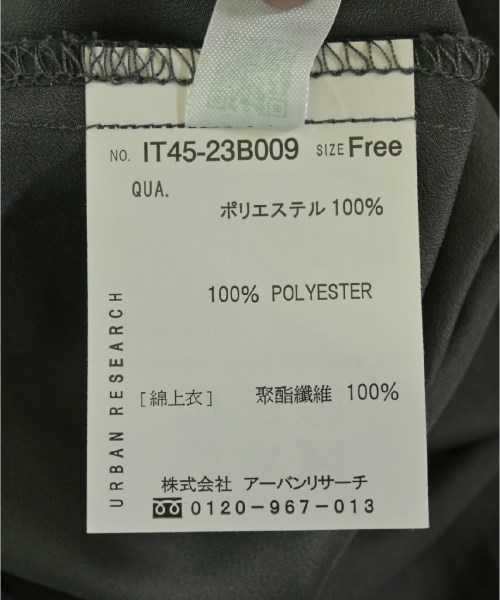 NO. IT45-23B009 SIZE Free
QUA.
ポリエステル 100%
100% POLYESTER
URBAN RESEARCH
[綿上衣] 聚酯纖維 100%
株式会社 アーバンリサーチ
0120-967-013